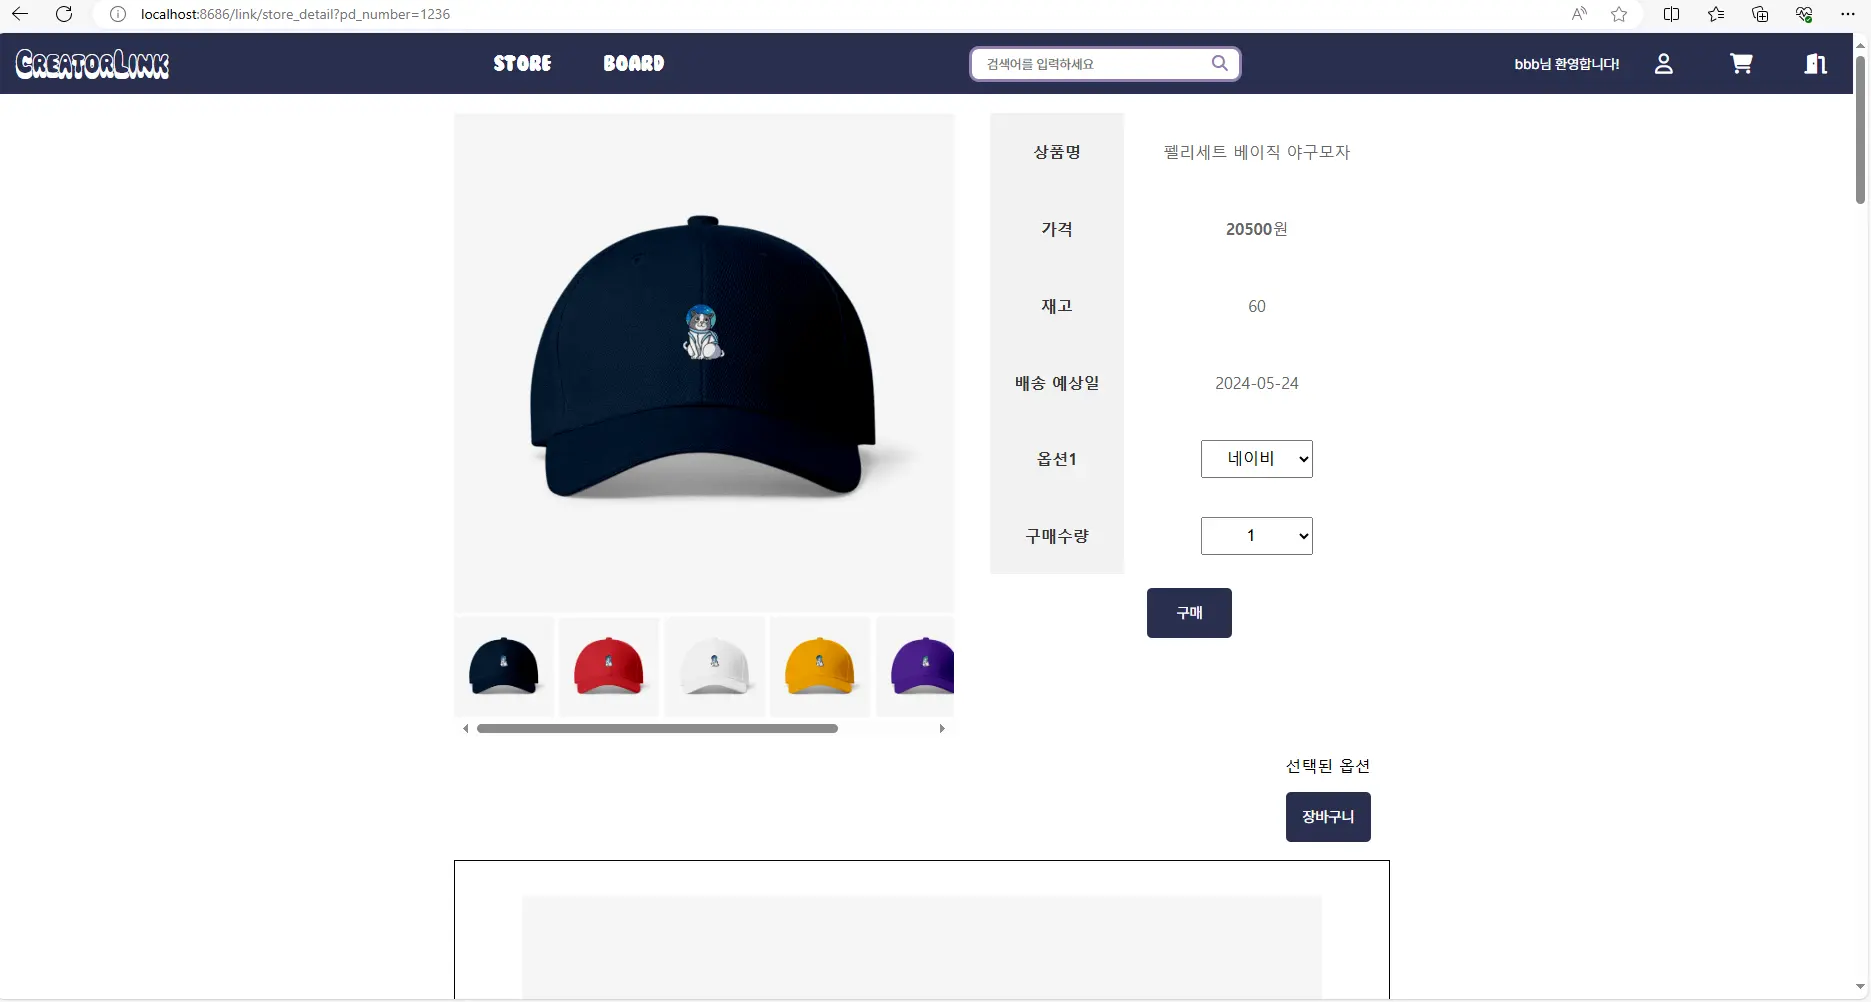 localhost:8686/link/store_detail?pd_number=1236
CREATORLINK
STORE
BOARD
검색어를 입력하세요
bbb님 환영합니다!
상품명
펠리세트 베이직 야구모자
가격
20500원
재고
60
배송 예상일
2024-05-24
옵션1
네이비
구매수량
1
구매
선택된 옵션
장바구니